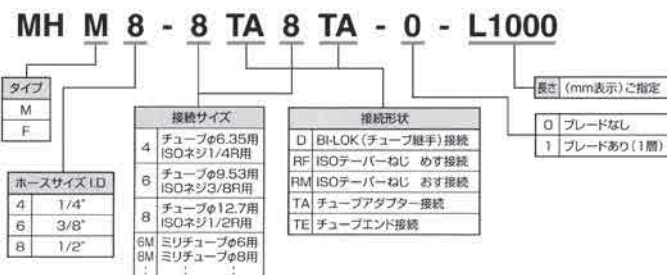 MH M 8 - 8 TA 8 TA - 0 - L1000
タイプ
M
F
ホースサイズ I.D
4 1/4"
6 3/8"
8 1/2"
接続サイズ
4 チューブφ6.35用
ISOネジ1/4R用
6 チューブφ9.53用
ISOネジ3/8R用
8 チューブφ12.7用
ISOネジ1/2R用
6M ミリチューブφ6用
8M ミリチューブφ8用
⋮ ⋮ ⋮
接続形状
D BI-LOK(チューブ継手)接続
RF ISOテーパーねじ めす接続
RM ISOテーパーねじ おす接続
TA チューブアダプター接続
TE チューブエンド接続
長さ (mm表示)ご指定
0 ブレードなし
1 ブレードあり(1層)